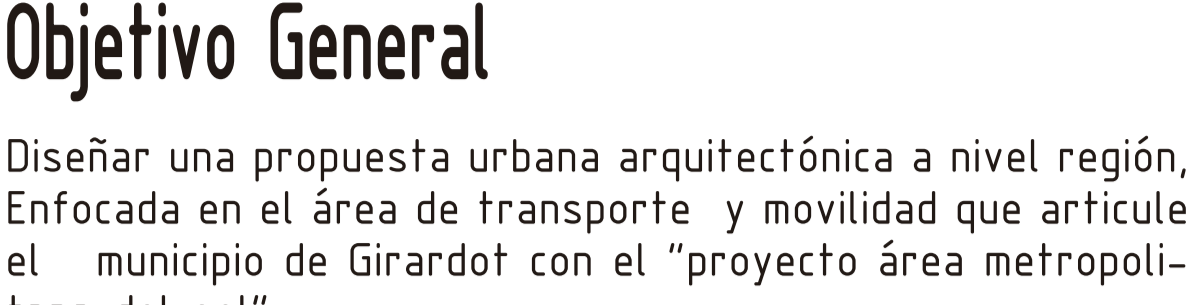 Objetivo General
Diseñar una propuesta urbana arquitectónica a nivel región,
Enfocada en el área de transporte y movilidad que articule
el municipio de Girardot con el "proyecto área metropoli-